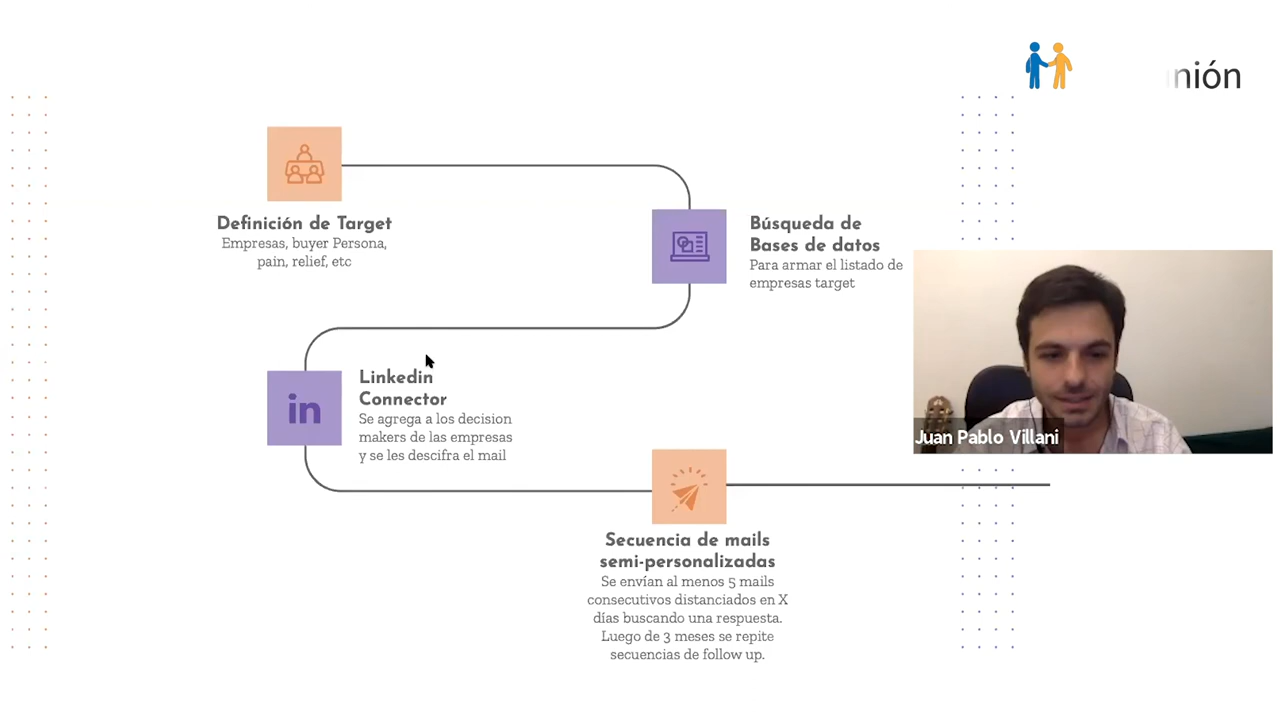 nión
Definición de Target
Empresas, buyer Persona,
pain, relief, etc
Búsqueda de
Bases de datos
Para armar el listado de
empresas target
Linkedin
Connector
Se agrega a los decision
makers de las empresas
y se les descifra el mail
in
Juan Pablo Villani
Secuencia de mails
semi-personalizadas
Se envían al menos 5 mails
consecutivos distanciados en X
días buscando una respuesta.
Luego de 3 meses se repite
secuencias de follow up.